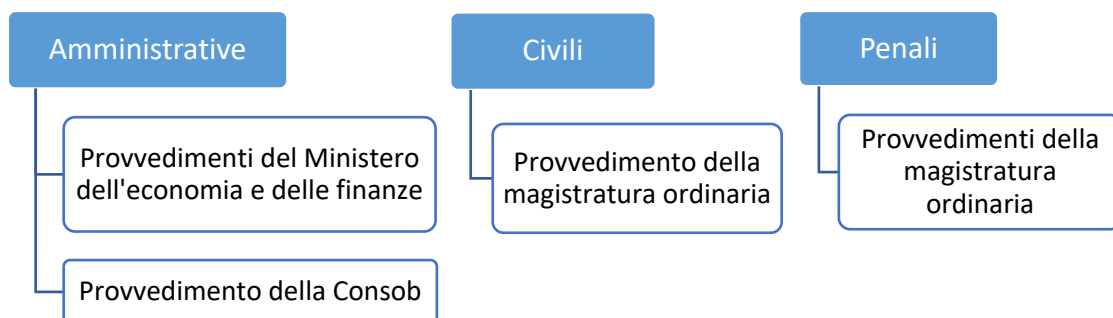 Amministrative
Provvedimenti del Ministero
dell'economia e delle finanze
Provvedimento della Consob
Civili
Provvedimento della
magistratura ordinaria
Penali
Provvedimenti della
magistratura
ordinaria